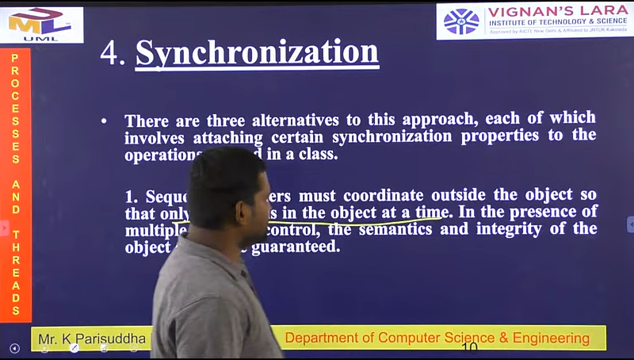 UML
VIGNAN'S LARA
INSTITUTE OF TECHNOLOGY & SCIENCE
4. Synchronization
PROCESSES AND THREADS
• There are three alternatives to this approach, each of which
involves attaching certain synchronization properties to the
in a class.
1. must coordinate outside the object so
that only in the object at a time. In the presence of
multiple control, the semantics and integrity of the
object guaranteed.
Mr. K Parisuddha
Department of Computer Science & Engineering
10